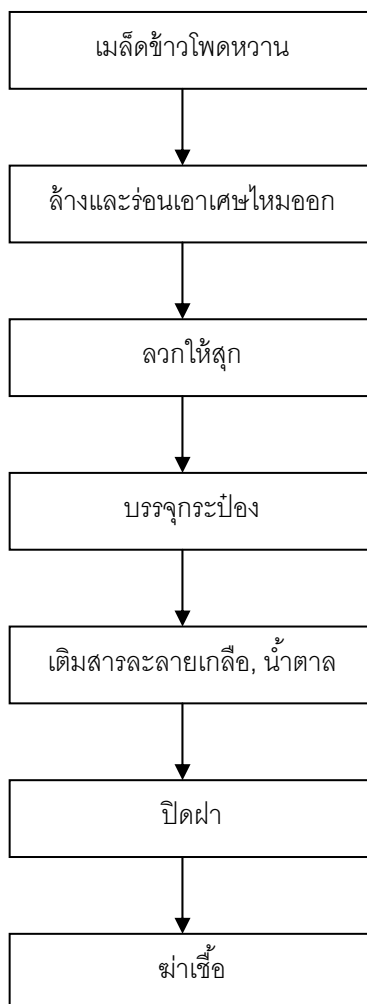 เมล็ดข้าวโพดหวาน
ล้างและร่อนเอาเศษไหมออก
ลวกให้สุก
บรรจุกระป๋อง
เติมสารละลายเกลือ, น้ำตาล
ปิดฝา
ฆ่าเชื้อ